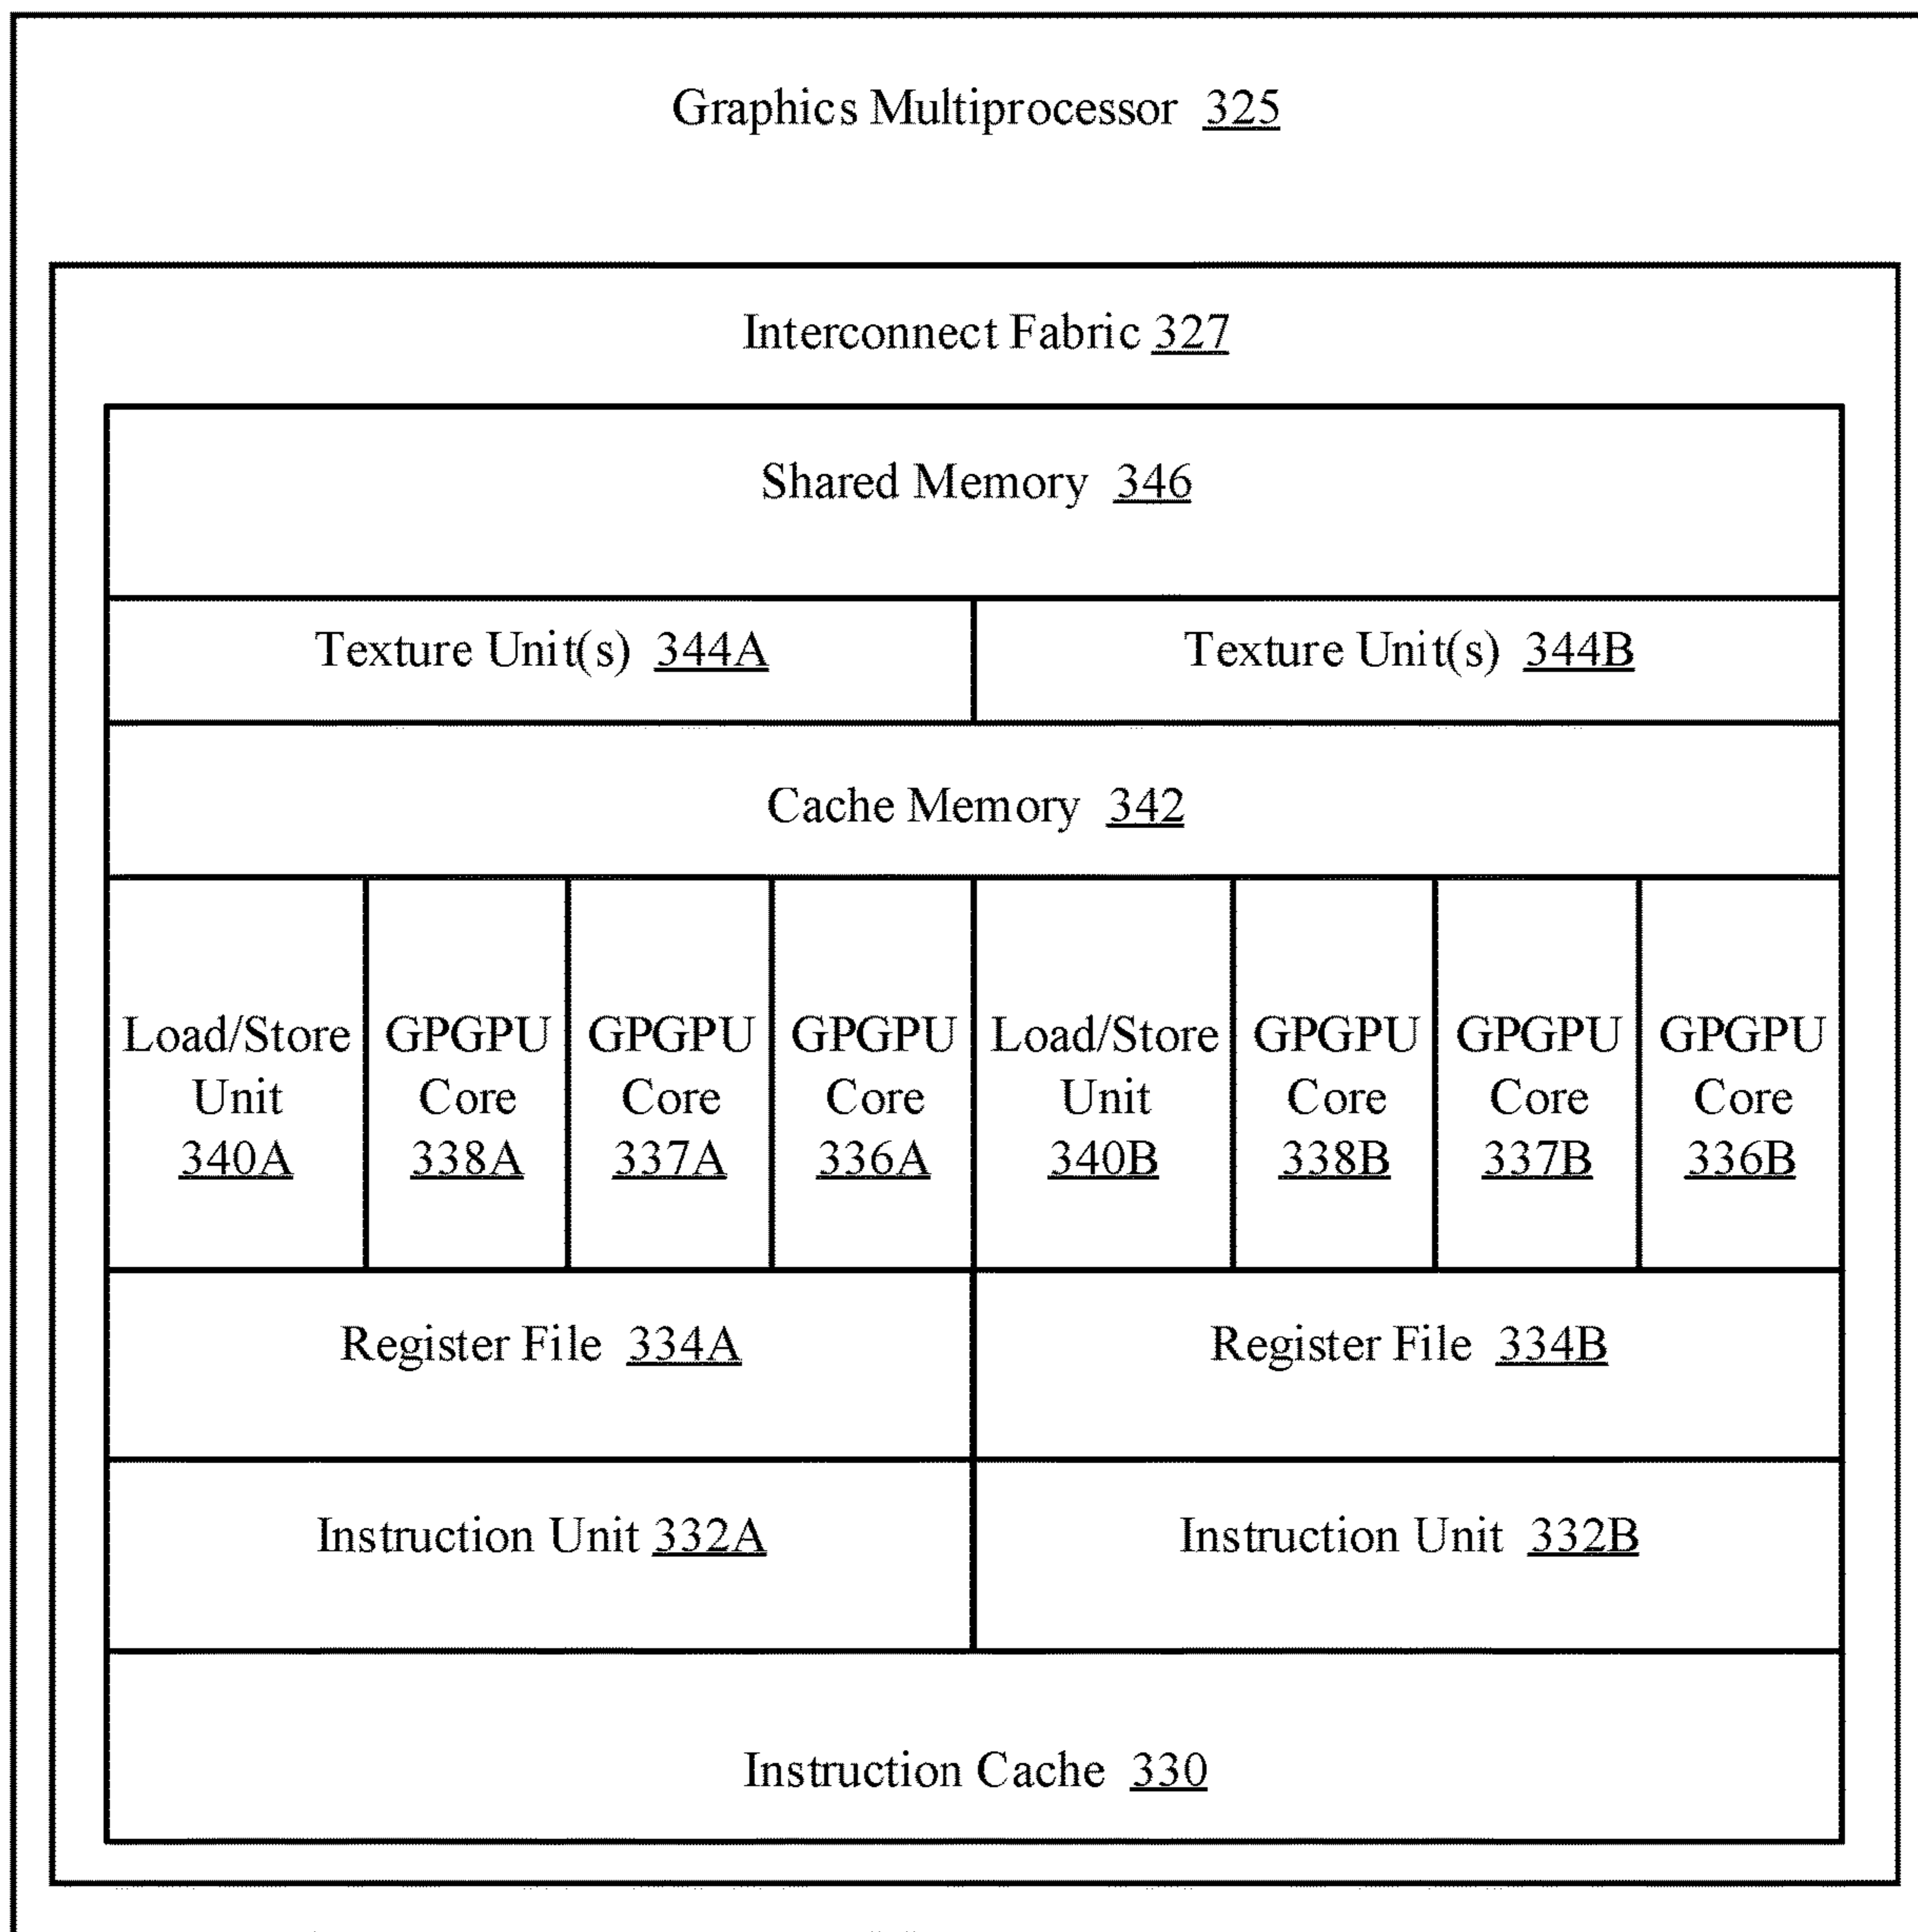 Graphics Multiprocessor 325
Interconnect Fabric 327
Shared Memory 346
Texture Unit(s) 344A
Texture Unit(s) 344B
Cache Memory 342
Load/Store
Unit
340A
GPGPU
Core
338A
GPGPU
Core
337A
GPGPU
Core
336A
Load/Store
Unit
340B
GPGPU
Core
338B
GPGPU
Core
337B
GPGPU
Core
336B
Register File 334A
Register File 334B
Instruction Unit 332A
Instruction Unit 332B
Instruction Cache 330